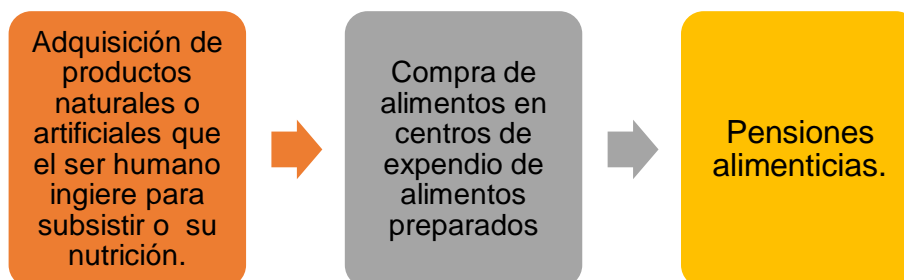 Adquisición de
productos
naturales o
artificiales que
el ser humano
ingiere para
subsistir o  su
nutrición.
Compra de
alimentos en
centros de
expendio de
alimentos
preparados
Pensiones
alimenticias.